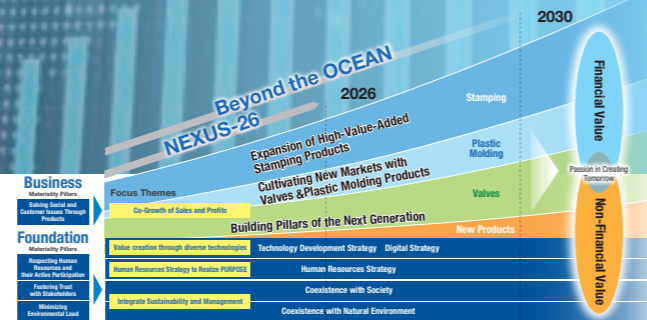 2030
Beyond the OCEAN
2026
NEXUS-26
Stamping
Expansion of High-Value-Added
Stamping Products
Plastic
Molding
Cultivating New Markets with
Valves &Plastic Molding Products
Valves
Building Pillars of the Next Generation
New Products
Financial Value
Passion in Creating
Tomorrow
Non-Financial Value
Business
Materiality Pillars
Solving Social and
Customer Issues Through
Products
Focus Themes
Co-Growth of Sales and Profits
Foundation
Materiality Pillars
Respecting Human
Resources and
their Active Participation
Fostering Trust
with Stakeholders
Minimizing
Environmental Load
Value creation through diverse technologies
Technology Development Strategy Digital Strategy
Human Resources Strategy to Realize PURPOSE
Human Resources Strategy
Integrate Sustainability and Management
Coexistence with Society
Coexistence with Natural Environment